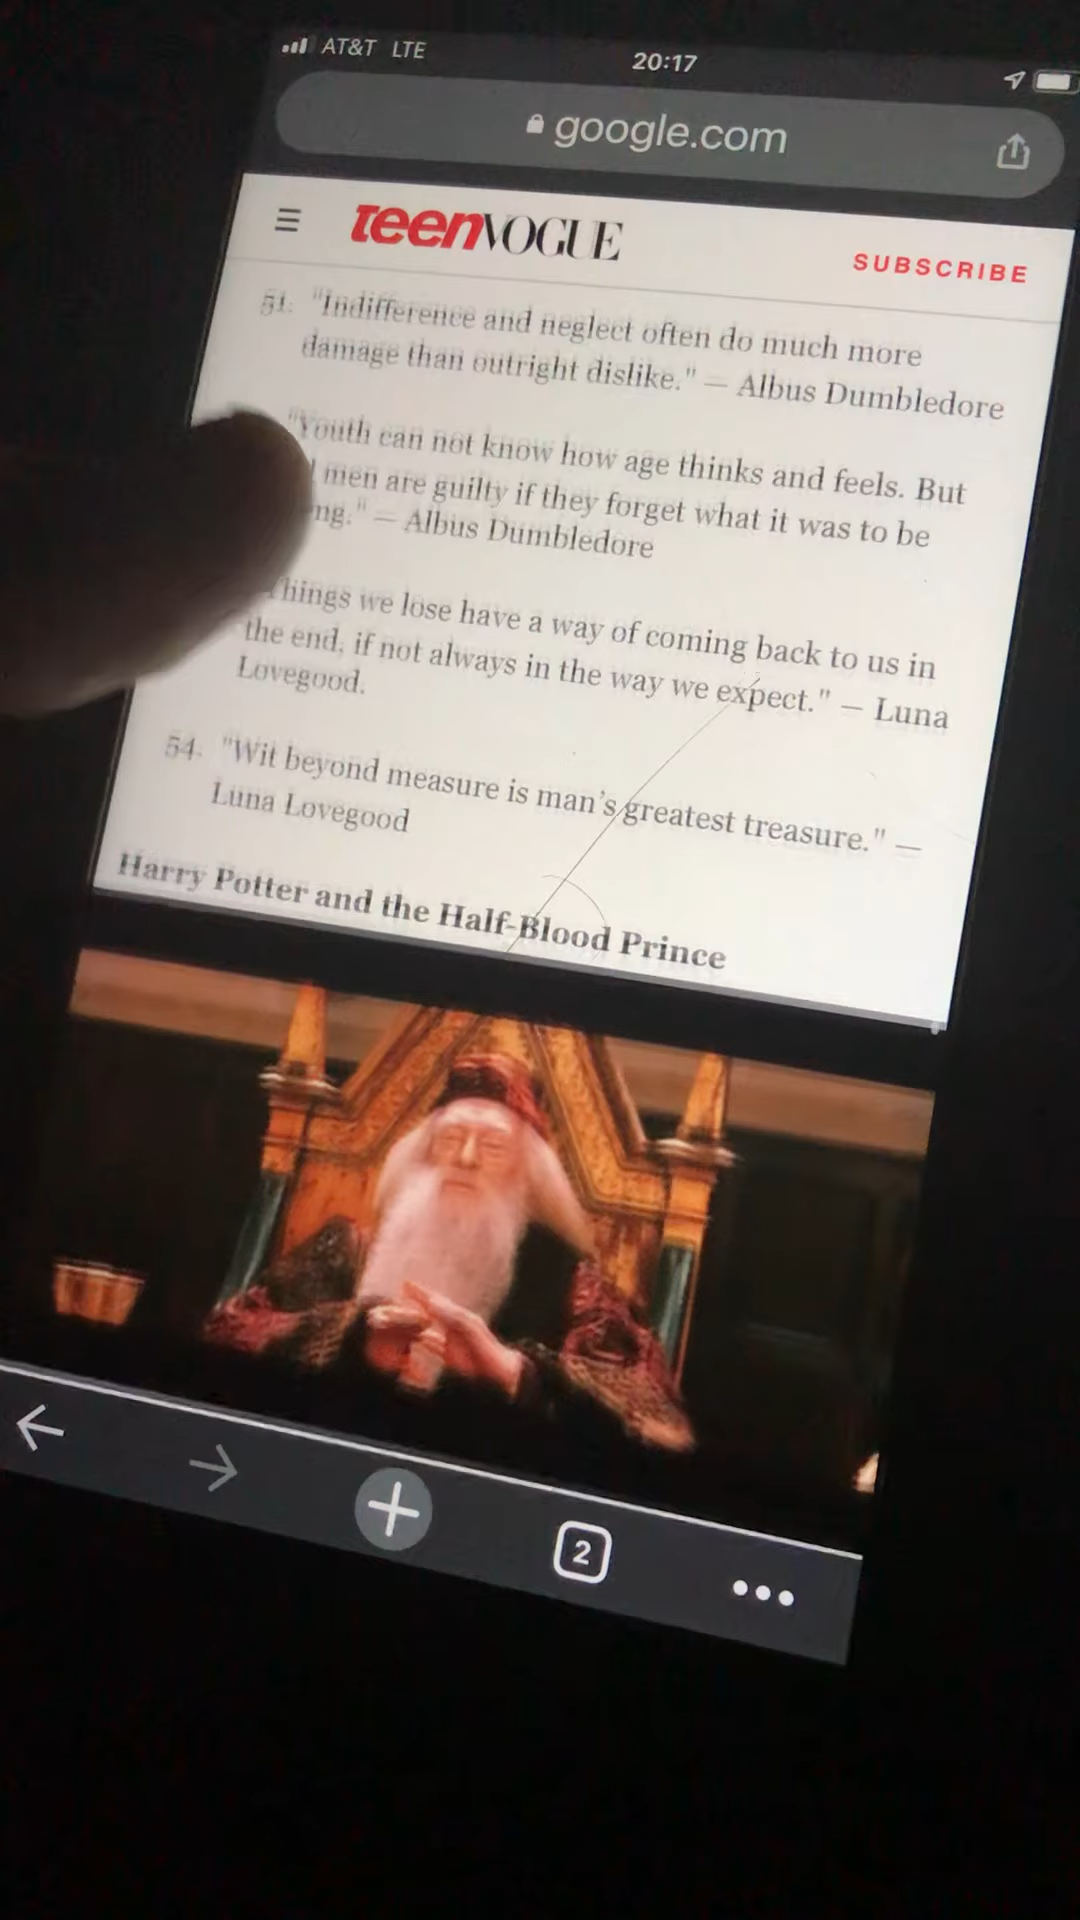 AT&T LTE 20:17
google.com
teenVOGUE
SUBSCRIBE
51. "Indifference and neglect often do much more
damage than outright dislike." — Albus Dumbledore
"Youth can not know how age thinks and feels. But
men are guilty if they forget what it was to be
ng." — Albus Dumbledore
Things we lose have a way of coming back to us in
the end, if not always in the way we expect." — Luna
Lovegood.
54. "Wit beyond measure is man's greatest treasure." —
Luna Lovegood
Harry Potter and the Half-Blood Prince
2